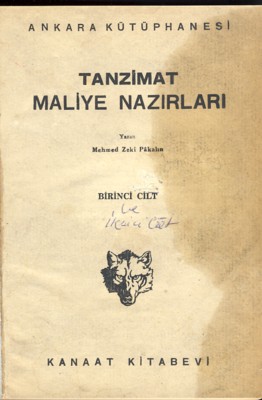 ANKARA KÜTÜPHANESİ
TANZİMAT
MALİYE NAZIRLARI
Yazan
Mehmed Zeki Pâkalın
BİRİNCİ CİLT
ve
ikinci Cilt
KANAAT KİTABEVİ